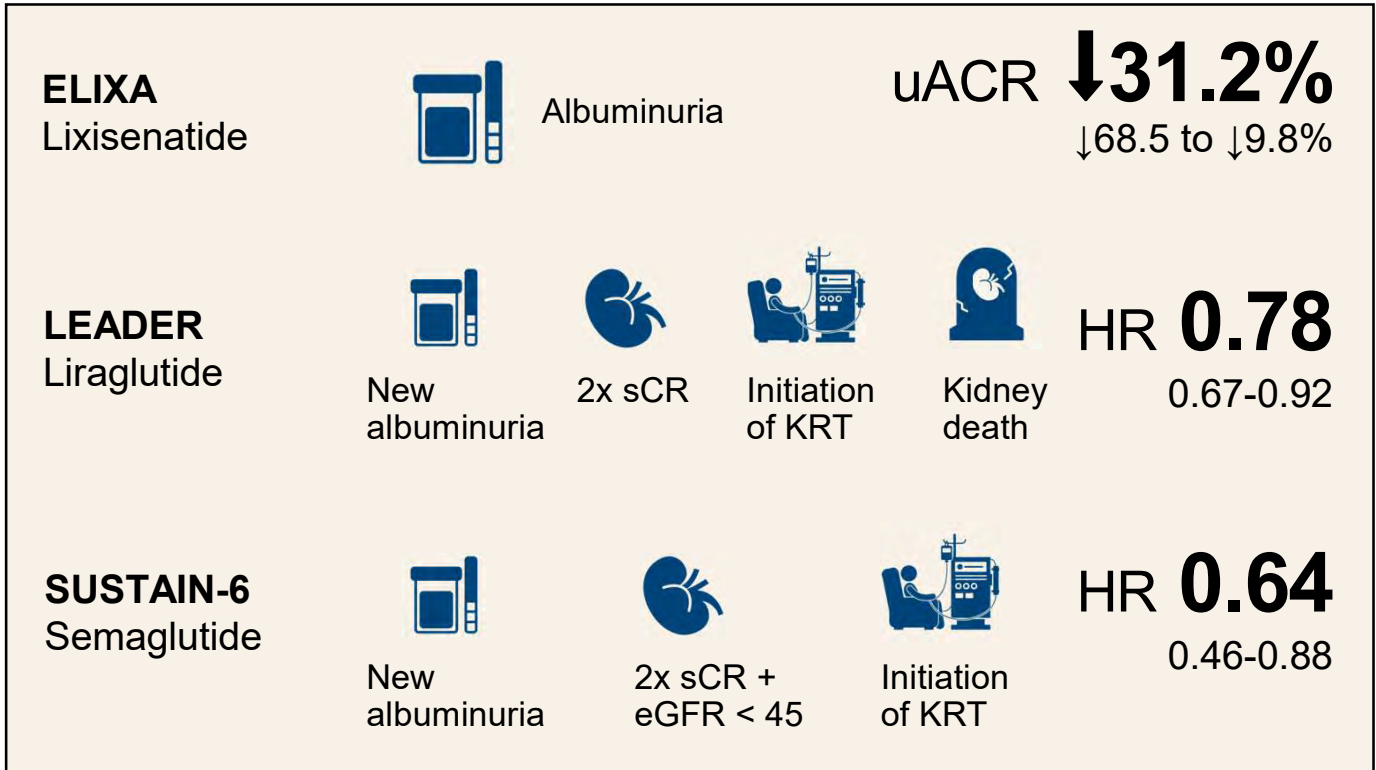 ELIXA
Lixisenatide
Albuminuria
uACR ⬇31.2%
↓68.5 to ↓9.8%
LEADER
Liraglutide
New
albuminuria
2x sCR
Initiation
of KRT
Kidney
death
HR 0.78
0.67-0.92
SUSTAIN-6
Semaglutide
New
albuminuria
2x sCR +
eGFR < 45
Initiation
of KRT
HR 0.64
0.46-0.88